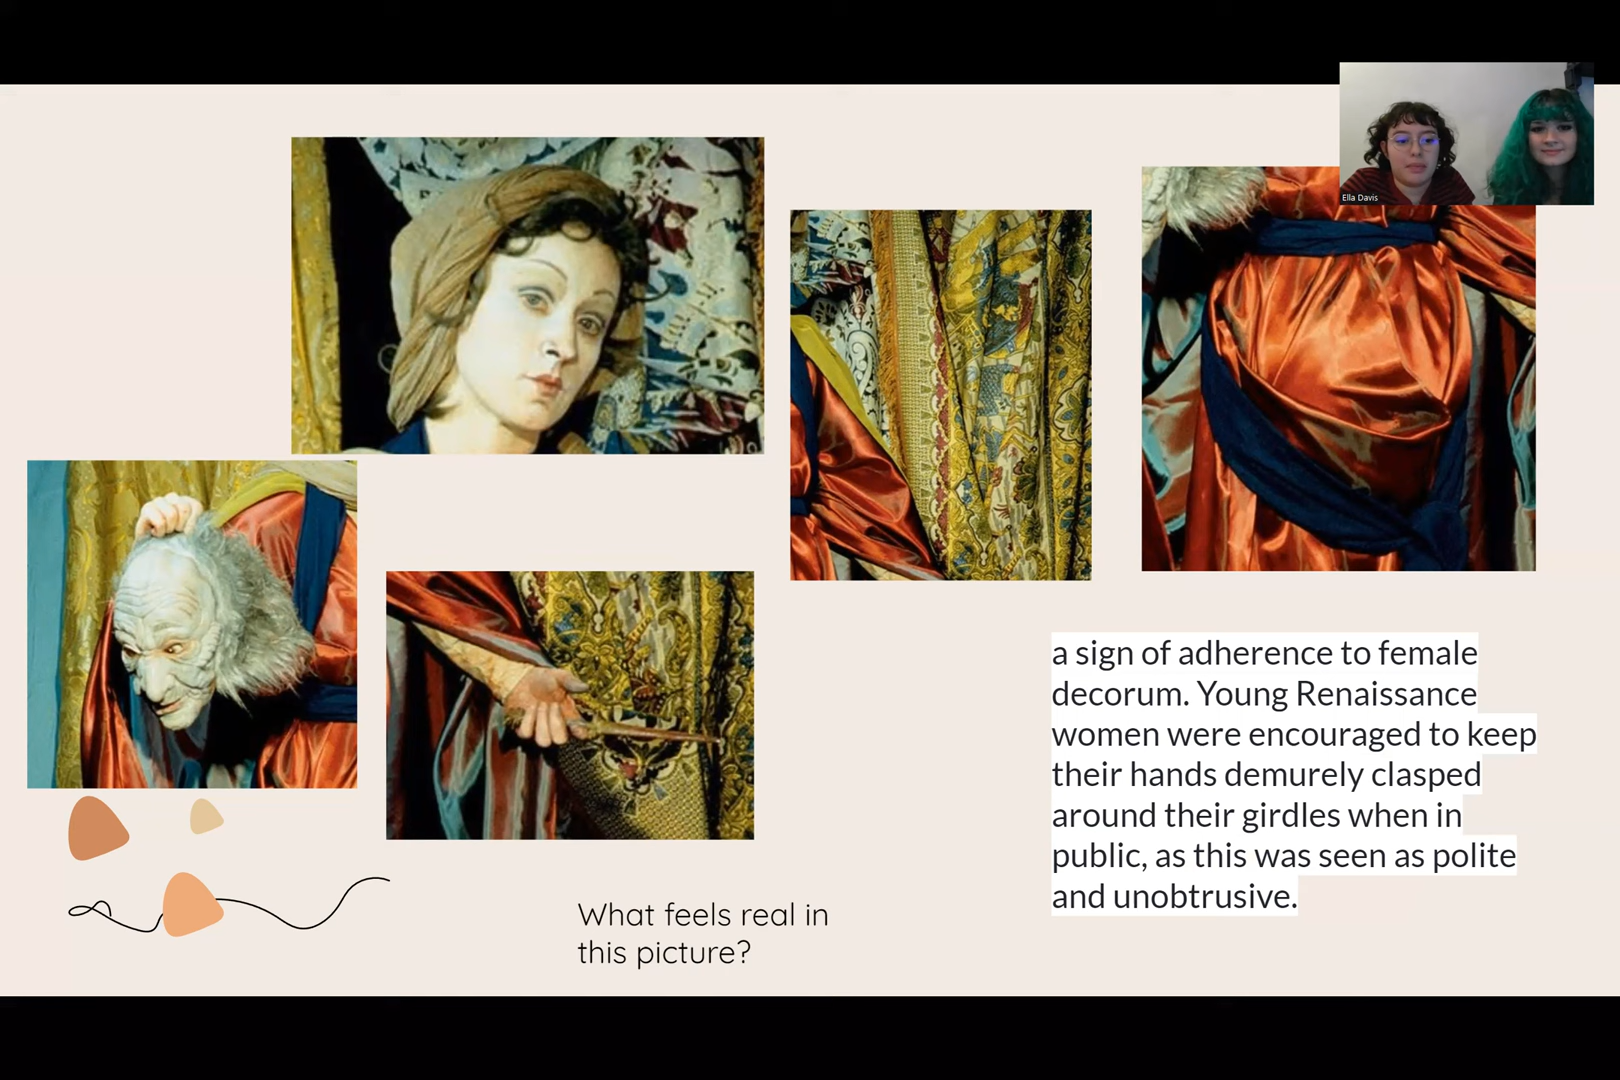 Ella Davis
a sign of adherence to female
decorum. Young Renaissance
women were encouraged to keep
their hands demurely clasped
around their girdles when in
public, as this was seen as polite
and unobtrusive.
What feels real in
this picture?